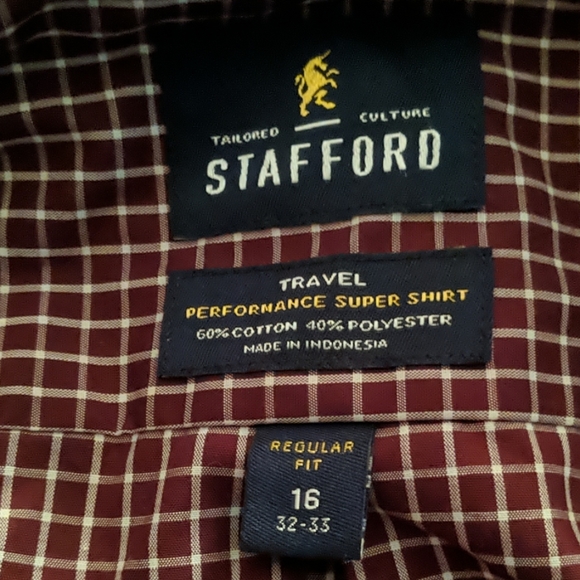 TAILORED CULTURE
STAFFORD
TRAVEL
PERFORMANCE SUPER SHIRT
60% COTTON 40% POLYESTER
MADE IN INDONESIA
REGULAR
FIT
16
32-33